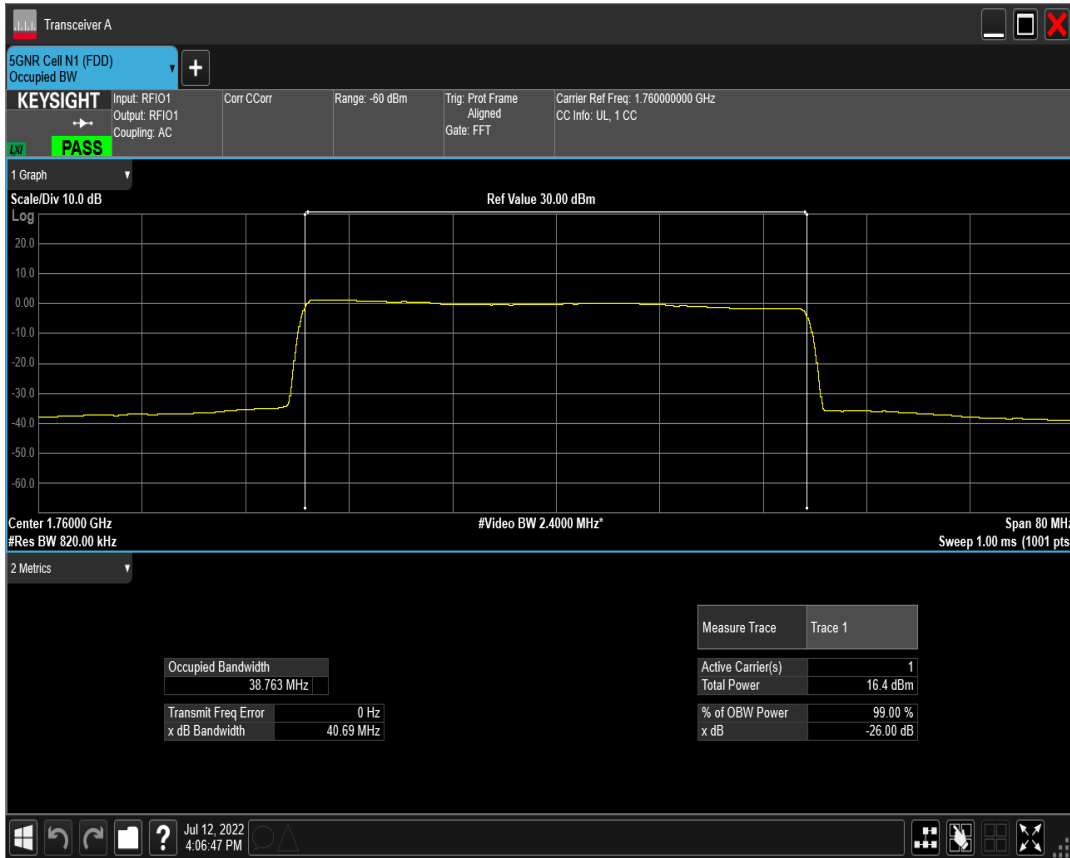 Transceiver A
5GNR Cell N1 (FDD)
Occupied BW
+
KEYSIGHT
Input: RFIO1
Output: RFIO1
Coupling: AC
Corr CCorr
Range: -60 dBm
Trig: Prot Frame
Aligned
Gate: FFT
Carrier Ref Freq: 1.760000000 GHz
CC Info: UL, 1 CC
LXI
PASS
1 Graph
Scale/Div 10.0 dB
Ref Value 30.00 dBm
Log
20.0
10.0
0.00
-10.0
-20.0
-30.0
-40.0
-50.0
-60.0
Center 1.76000 GHz
#Video BW 2.4000 MHz*
Span 80 MHz
#Res BW 820.00 kHz
Sweep 1.00 ms (1001 pts
2 Metrics
Measure Trace Trace 1
Occupied Bandwidth
38.763 MHz
Active Carrier(s) 1
Total Power 16.4 dBm
Transmit Freq Error 0 Hz
x dB Bandwidth 40.69 MHz
% of OBW Power 99.00 %
x dB -26.00 dB
?
Jul 12, 2022
4:06:47 PM